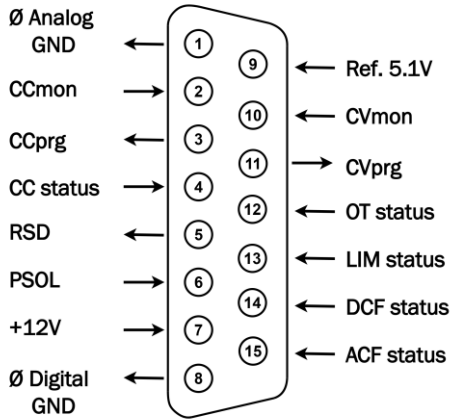 Ø Analog
GND
CCmon
CCprg
CC status
RSD
PSOL
+12V
Ø Digital
GND
1
2
3
4
5
6
7
8
9
10
11
12
13
14
15
Ref. 5.1V
CVmon
CVprg
OT status
LIM status
DCF status
ACF status